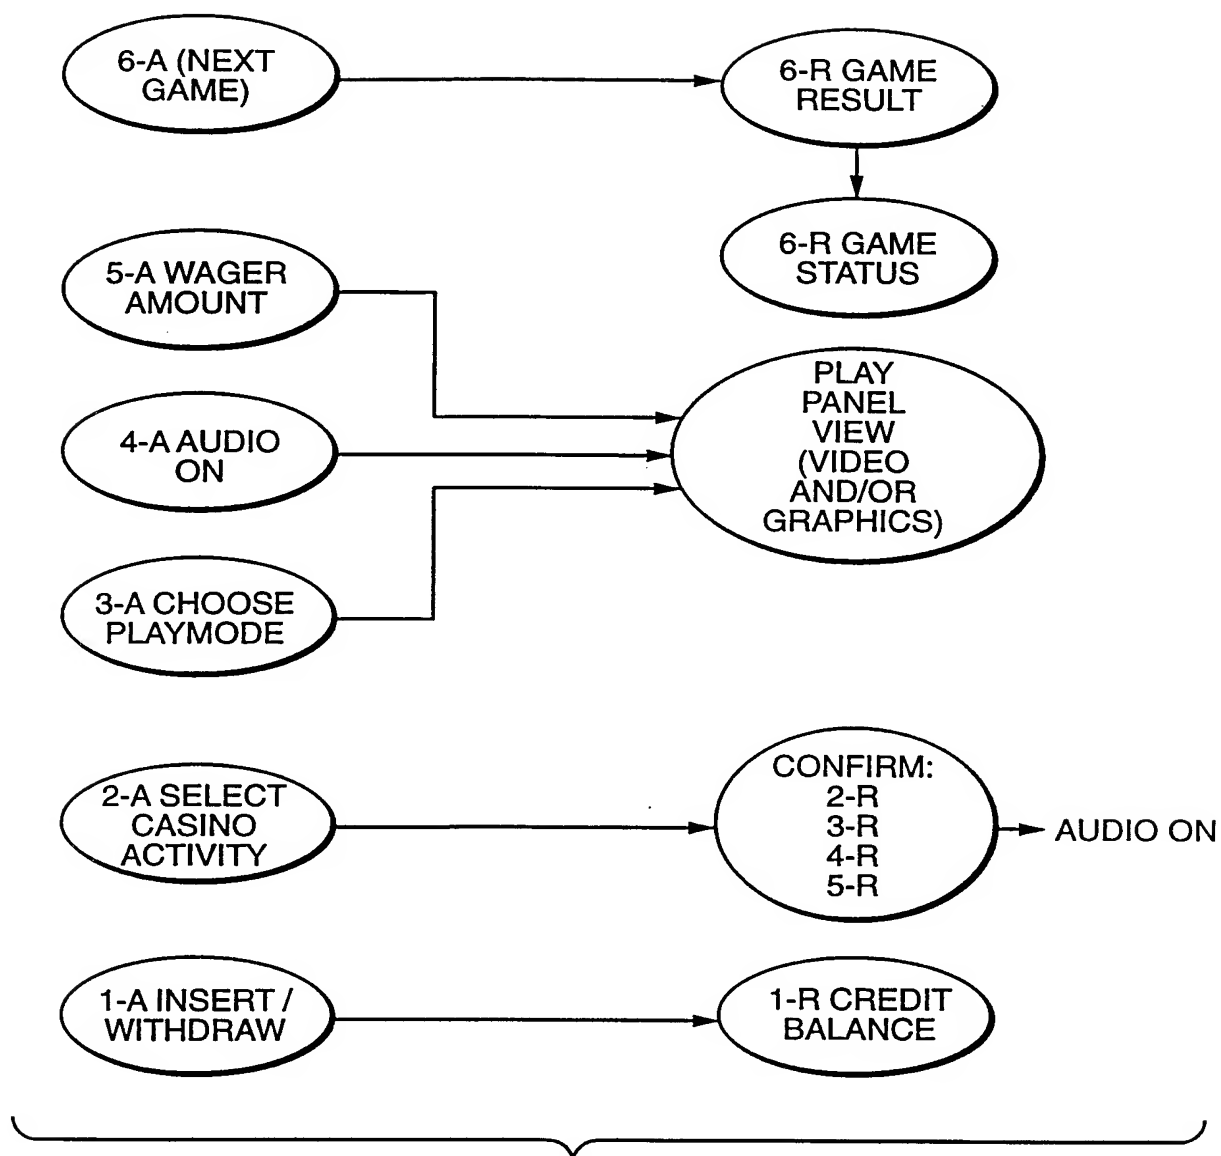 6-A (NEXT
GAME)
6-R GAME
RESULT
6-R GAME
STATUS
5-A WAGER
AMOUNT
PLAY
PANEL
VIEW
(VIDEO
AND/OR
GRAPHICS)
4-A AUDIO
ON
3-A CHOOSE
PLAYMODE
2-A SELECT
CASINO
ACTIVITY
CONFIRM:
2-R
3-R
4-R
5-R
AUDIO ON
1-A INSERT /
WITHDRAW
1-R CREDIT
BALANCE